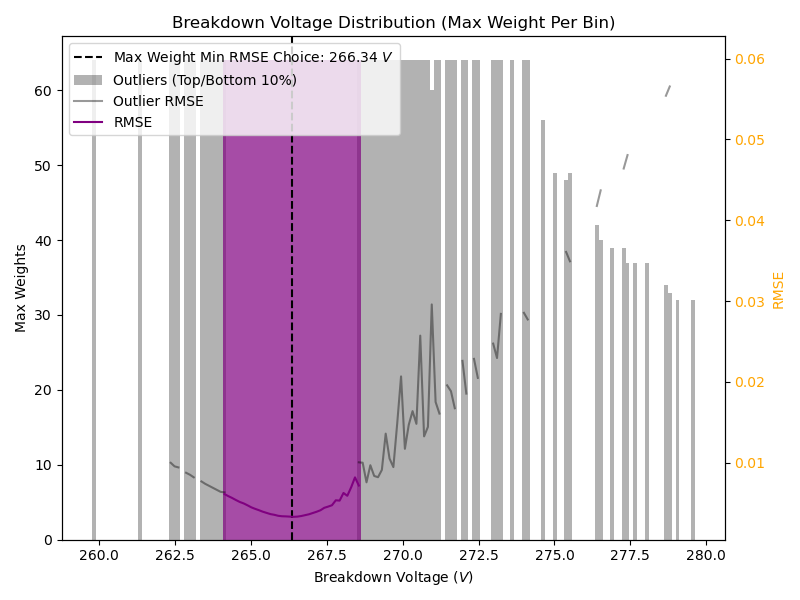 Breakdown Voltage Distribution (Max Weight Per Bin)
Max Weight Min RMSE Choice: 266.34 V
Outliers (Top/Bottom 10%)
Outlier RMSE
RMSE
Max Weights
0
10
20
30
40
50
60
RMSE
0.01
0.02
0.03
0.04
0.05
0.06
260.0
262.5
265.0
267.5
270.0
272.5
275.0
277.5
280.0
Breakdown Voltage (V)